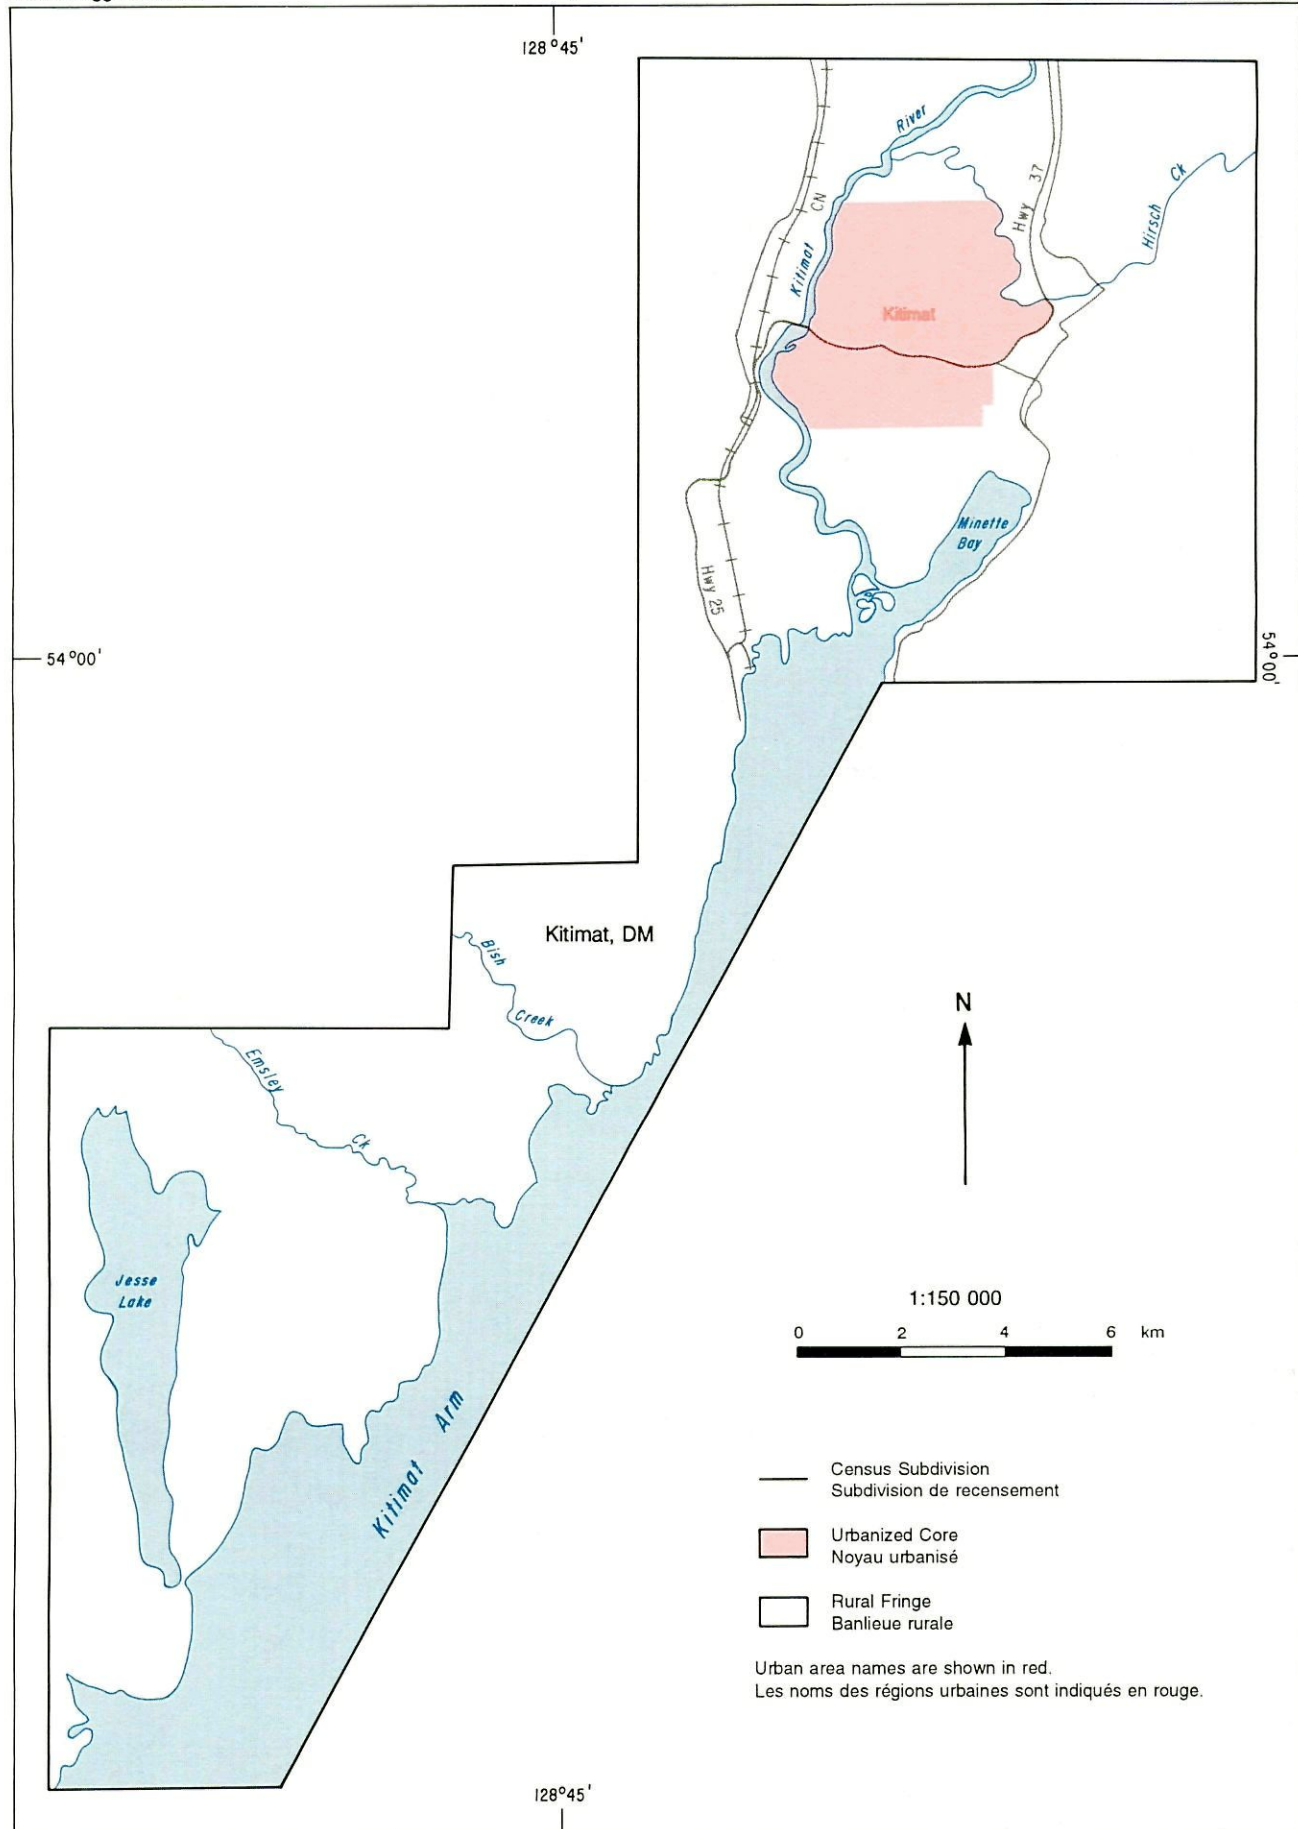 128°45'
River
Hwy 37
Hirsch Ck
CN
Kitimat
Kitimat
Minette
Bay
Hwy 25
54°00'
54°00'
Kitimat, DM
Bish
Creek
N
Emsley
Ck
Jesse
Lake
1:150 000
0 2 4 6 km
Kitimat Arm
Census Subdivision
Subdivision de recensement
Urbanized Core
Noyau urbanisé
Rural Fringe
Banlieue rurale
Urban area names are shown in red.
Les noms des régions urbaines sont indiqués en rouge.
128°45'